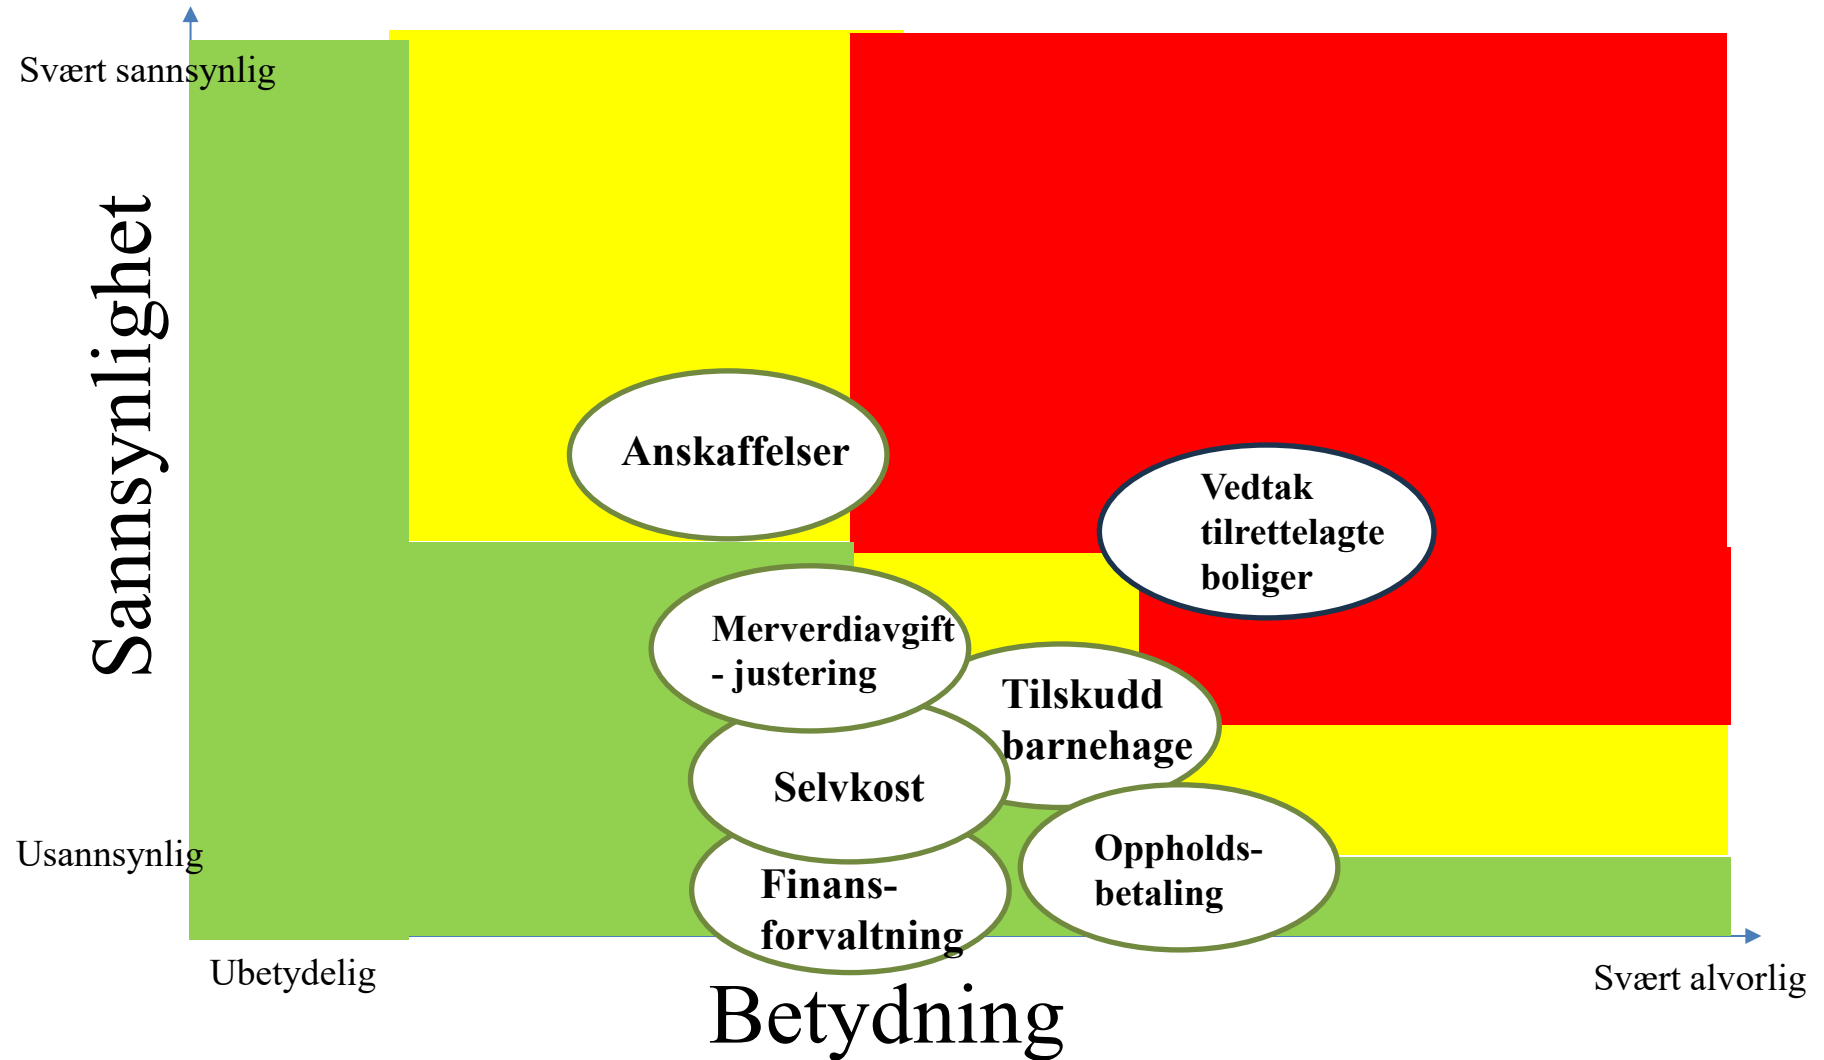 Svært sannsynlig
Sannsynlighet
Anskaffelser
Vedtak
tilrettelagte
boliger
Merverdiavgift
- justering
Tilskudd
barnehage
Selvkost
Usannsynlig
Oppholds-
betaling
Finans-
forvaltning
Ubetydelig
Svært alvorlig
Betydning